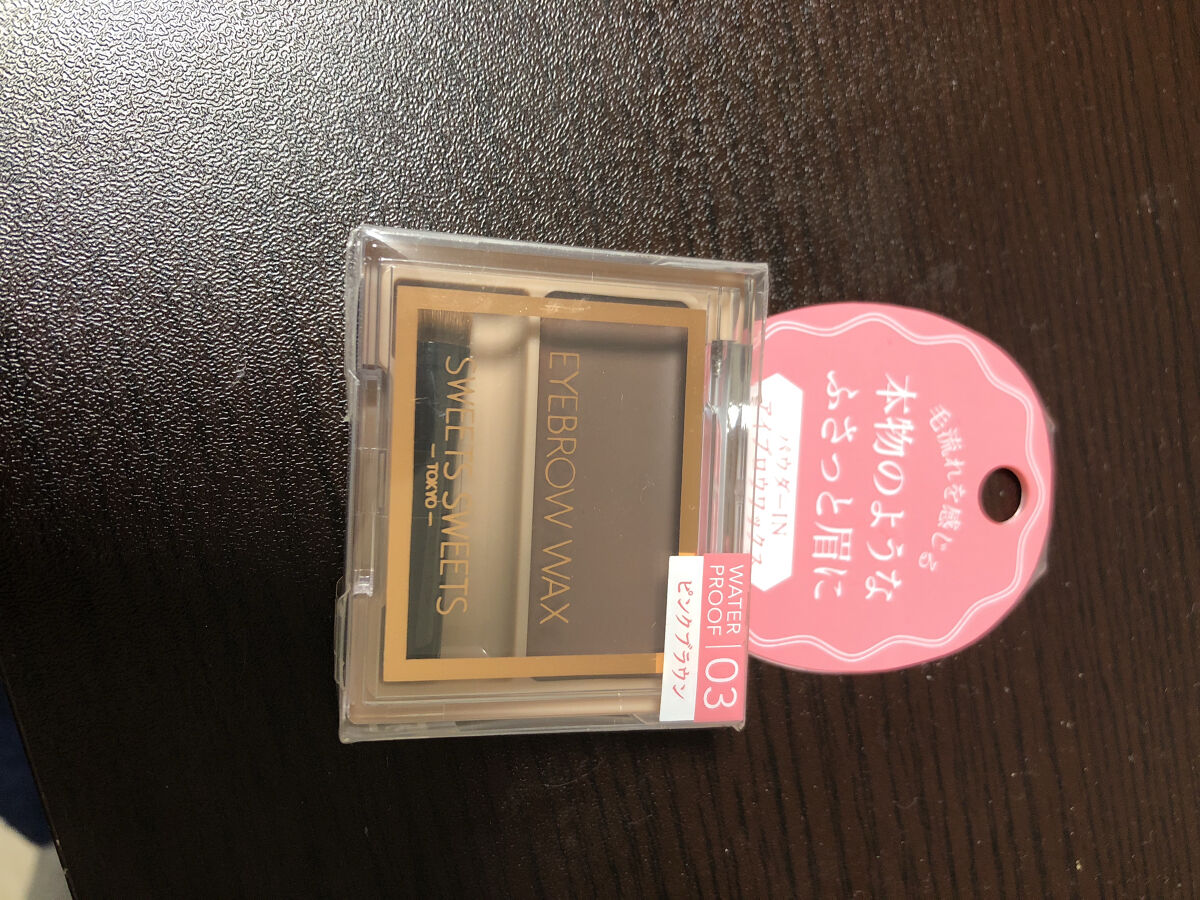 毛流れを感じる
本物のような
ふさっと眉に
パウダーIN
アイブロウワックス
WATER
PROOF
03
ピンクブラウン
EYEBROW WAX
SWEETS SWEETS
– TOKYO –